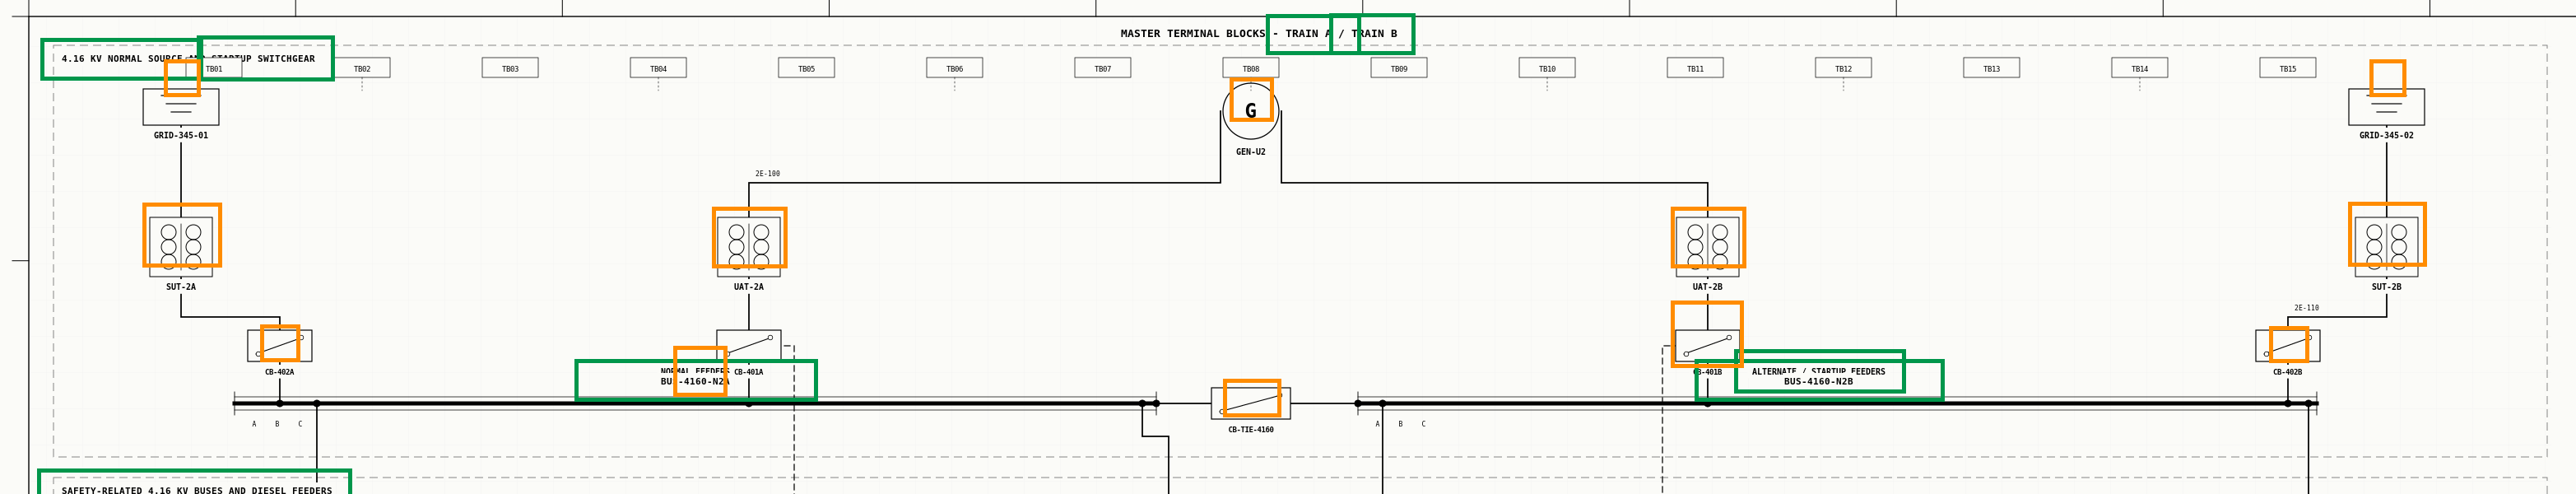 MASTER TERMINAL BLOCKS - TRAIN A / TRAIN B
4.16 KV NORMAL SOURCE AND STARTUP SWITCHGEAR
TB01 TB02 TB03 TB04 TB05 TB06 TB07 TB08 TB09 TB10 TB11 TB12 TB13 TB14 TB15
G
GRID-345-01
GRID-345-02
GEN-U2
2E-100
SUT-2A
UAT-2A
UAT-2B
SUT-2B
2E-110
CB-402A
NORMAL FEEDERS
CB-401A
BUS-4160-N2A
CB-401B
ALTERNATE / STARTUP FEEDERS
BUS-4160-N2B
CB-402B
A B C
CB-TIE-4160
A B C
SAFETY-RELATED 4.16 KV BUSES AND DIESEL FEEDERS